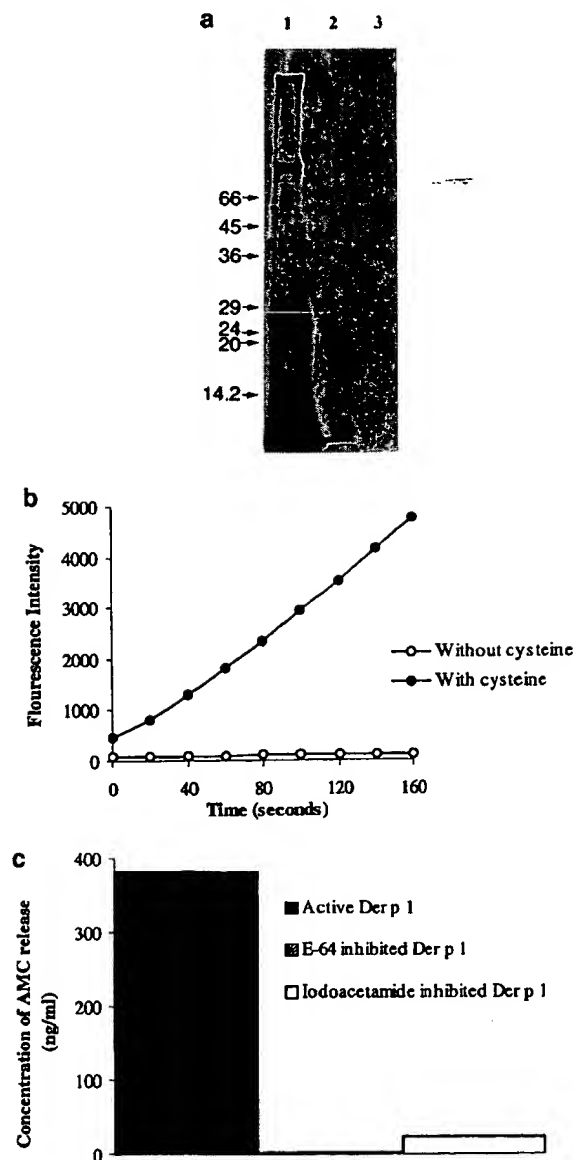 a
1 2 3
66
45
36
29
24
20
14.2
b
Flourescence Intensity
5000
4000
3000
2000
1000
0
0 40 80 120 160
Time (seconds)
Without cysteine
With cysteine
c
Concentration of AMC release
(ng/ml)
400
300
200
100
0
Active Der p 1
E-64 inhibited Der p 1
Iodoacetamide inhibited Der p 1